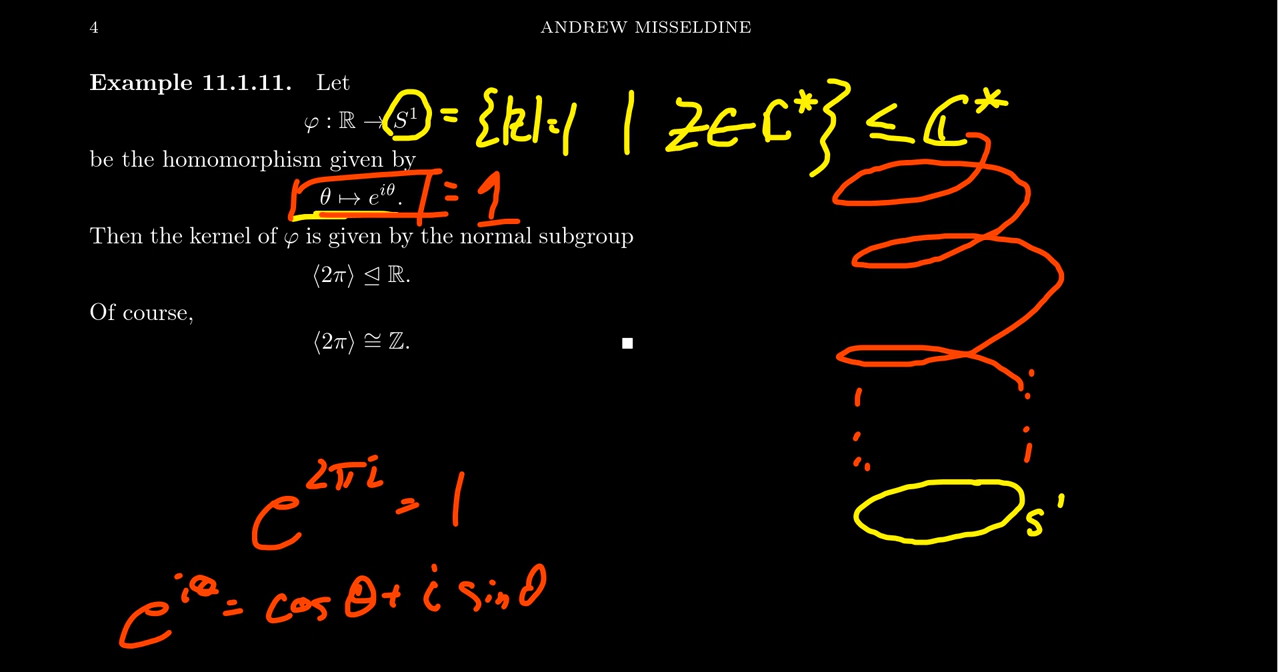 4 ANDREW MISSELDINE
Example 11.1.11. Let
φ : ℝ → S¹ = {|z|=1 | z ∈ ℂ*} ≤ ℂ*
be the homomorphism given by
θ ↦ e^{iθ}. = 1
Then the kernel of φ is given by the normal subgroup
⟨2π⟩ ⊴ ℝ.
Of course,
⟨2π⟩ ≅ ℤ. ■
e^{2πi} = 1
S¹
e^{iθ} = cos θ + i sin θ